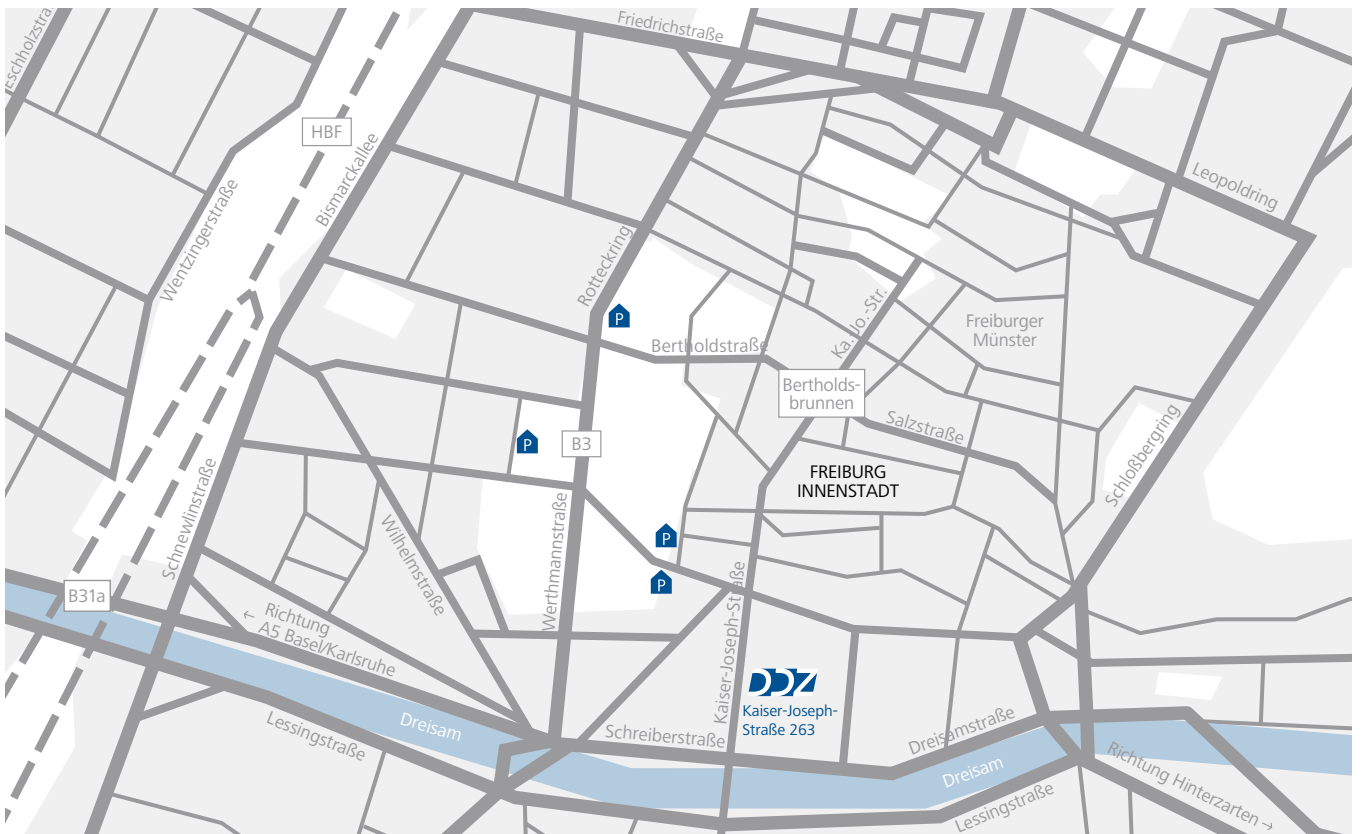 Friedrichstraße
Eschholzstraß
HBF
Bismarckallee
Wentzingerstraße
Leopoldring
Rotteckring
Ka.-Jo.-Str.
P
Freiburger
Münster
Bertholdstraße
Bertholds-
brunnen
Salzstraße
Schloßbergring
P
B3
FREIBURG
INNENSTADT
Schnewlinstraße
Wilhelmstraße
Werthmannstraße
P
P
Kaiser-Joseph-Straße
B31a
← Richtung
A5 Basel/Karlsruhe
DDZ
Kaiser-Joseph-
Straße 263
Lessingstraße
Dreisam
Schreiberstraße
Dreisamstraße
Dreisam
Richtung Hinterzarten →
Lessingstraße